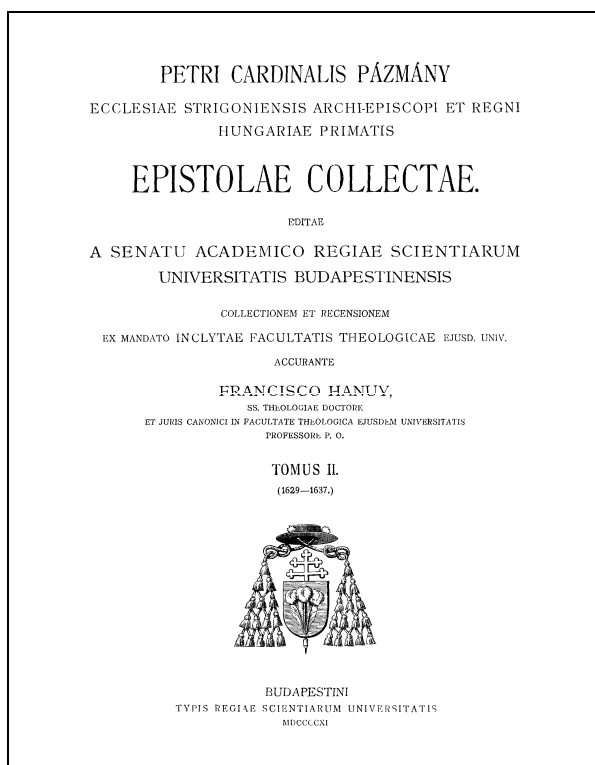 PETRI CARDINALIS PÁZMÁNY
ECCLESIAE STRIGONIENSIS ARCHI-EPISCOPI ET REGNI
HUNGARIAE PRIMATIS
EPISTOLAE COLLECTAE.
EDITAE
A SENATU ACADEMICO REGIAE SCIENTIARUM
UNIVERSITATIS BUDAPESTINENSIS
COLLECTIONEM ET RECENSIONEM
EX MANDATO INCLYTAE FACULTATIS THEOLOGICAE EJUSD. UNIV.
ACCURANTE
FRANCISCO HANUY,
SS. THEOLOGIAE DOCTORE
ET JURIS CANONICI IN FACULTATE THEOLOGICA EJUSDEM UNIVERSITATIS
PROFESSORE P. O.
TOMUS II.
(1629—1637.)
BUDAPESTINI
TYPIS REGIAE SCIENTIARUM UNIVERSITATIS
MDCCCCXI